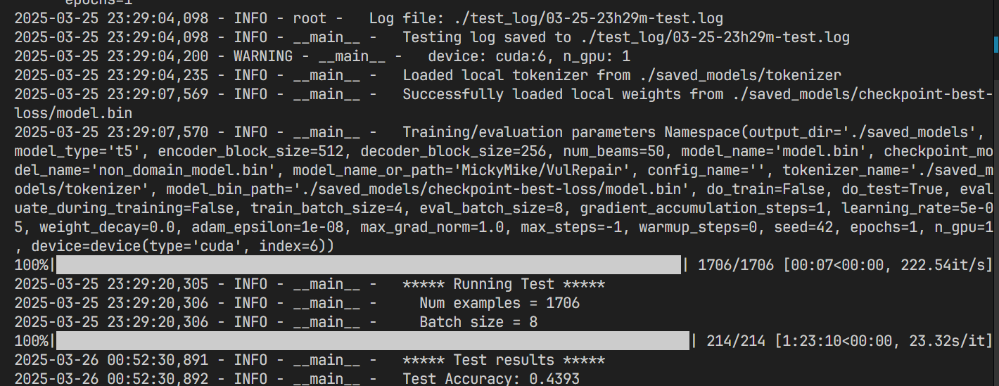 epochs=1
2025-03-25 23:29:04,098 - INFO - root -   Log file: ./test_log/03-25-23h29m-test.log
2025-03-25 23:29:04,098 - INFO - __main__ -   Testing log saved to ./test_log/03-25-23h29m-test.log
2025-03-25 23:29:04,200 - WARNING - __main__ -   device: cuda:6, n_gpu: 1
2025-03-25 23:29:04,235 - INFO - __main__ -   Loaded local tokenizer from ./saved_models/tokenizer
2025-03-25 23:29:07,569 - INFO - __main__ -   Successfully loaded local weights from ./saved_models/checkpoint-best-
loss/model.bin
2025-03-25 23:29:07,570 - INFO - __main__ -   Training/evaluation parameters Namespace(output_dir='./saved_models',
model_type='t5', encoder_block_size=512, decoder_block_size=256, num_beams=50, model_name='model.bin', checkpoint_mo
del_name='non_domain_model.bin', model_name_or_path='MickyMike/VulRepair', config_name='', tokenizer_name='./saved_m
odels/tokenizer', model_bin_path='./saved_models/checkpoint-best-loss/model.bin', do_train=False, do_test=True, eval
uate_during_training=False, train_batch_size=4, eval_batch_size=8, gradient_accumulation_steps=1, learning_rate=5e-0
5, weight_decay=0.0, adam_epsilon=1e-08, max_grad_norm=1.0, max_steps=-1, warmup_steps=0, seed=42, epochs=1, n_gpu=1
, device=device(type='cuda', index=6))
100%| | 1706/1706 [00:07<00:00, 222.54it/s]
2025-03-25 23:29:20,305 - INFO - __main__ -   ***** Running Test *****
2025-03-25 23:29:20,306 - INFO - __main__ -     Num examples = 1706
2025-03-25 23:29:20,306 - INFO - __main__ -     Batch size = 8
100%| | 214/214 [1:23:10<00:00, 23.32s/it]
2025-03-26 00:52:30,891 - INFO - __main__ -   ***** Test results *****
2025-03-26 00:52:30,892 - INFO - __main__ -   Test Accuracy: 0.4393